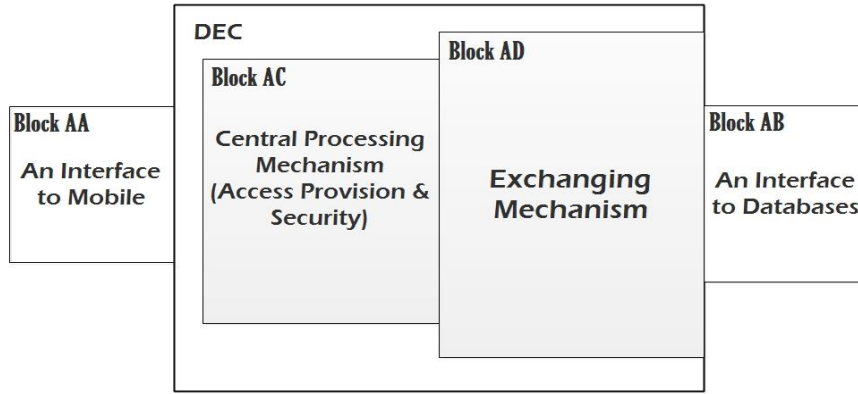 DEC
Block AA
An Interface
to Mobile
Block AC
Central Processing
Mechanism
(Access Provision &
Security)
Block AD
Exchanging
Mechanism
Block AB
An Interface
to Databases